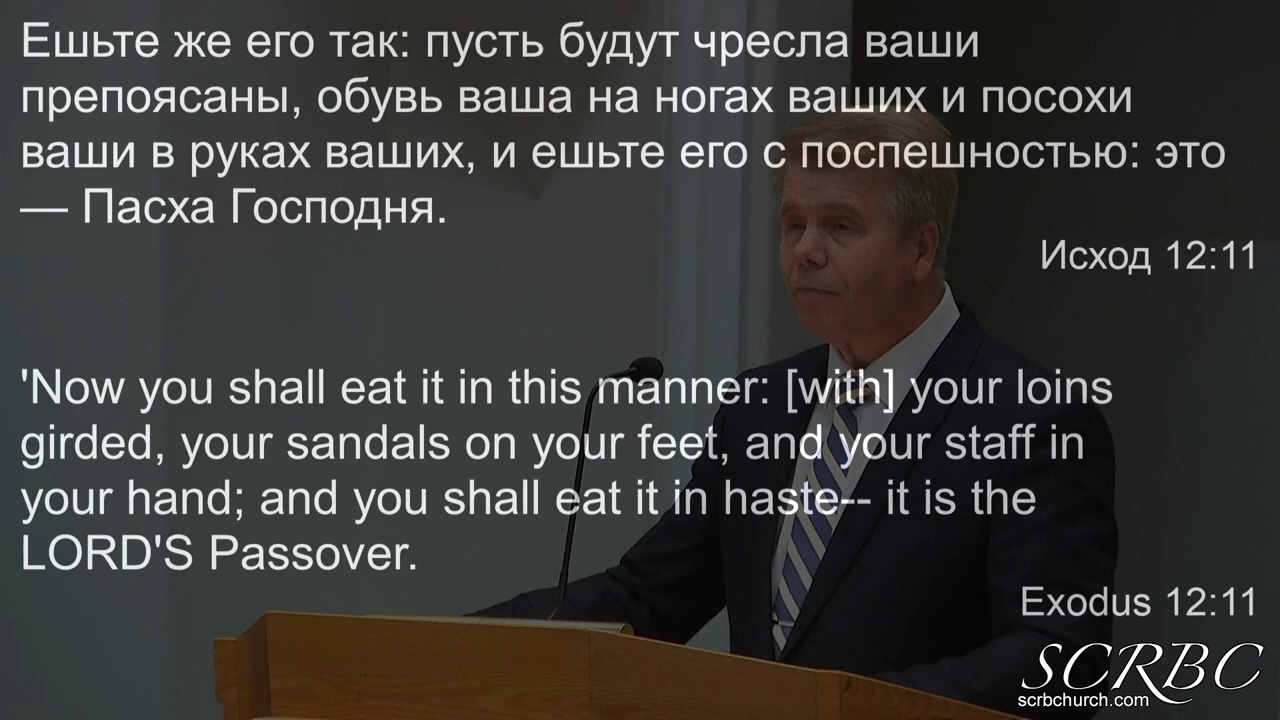 Ешьте же его так: пусть будут чресла ваши
препоясаны, обувь ваша на ногах ваших и посохи
ваши в руках ваших, и ешьте его с поспешностью: это
— Пасха Господня.
Исход 12:11
'Now you shall eat it in this manner: [with] your loins
girded, your sandals on your feet, and your staff in
your hand; and you shall eat it in haste-- it is the
LORD'S Passover.
Exodus 12:11
SCRBC
scrbchurch.com